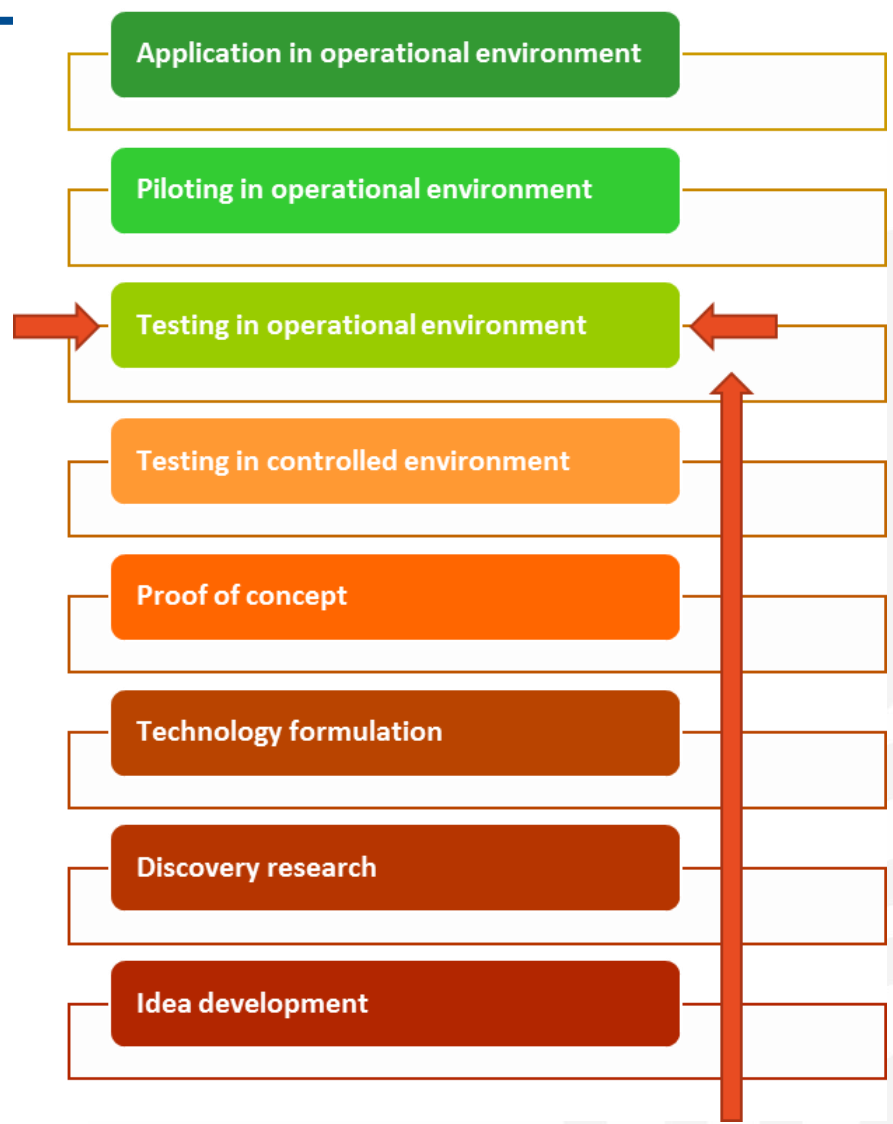 Application in operational environment
Piloting in operational environment
Testing in operational environment
Testing in controlled environment
Proof of concept
Technology formulation
Discovery research
Idea development